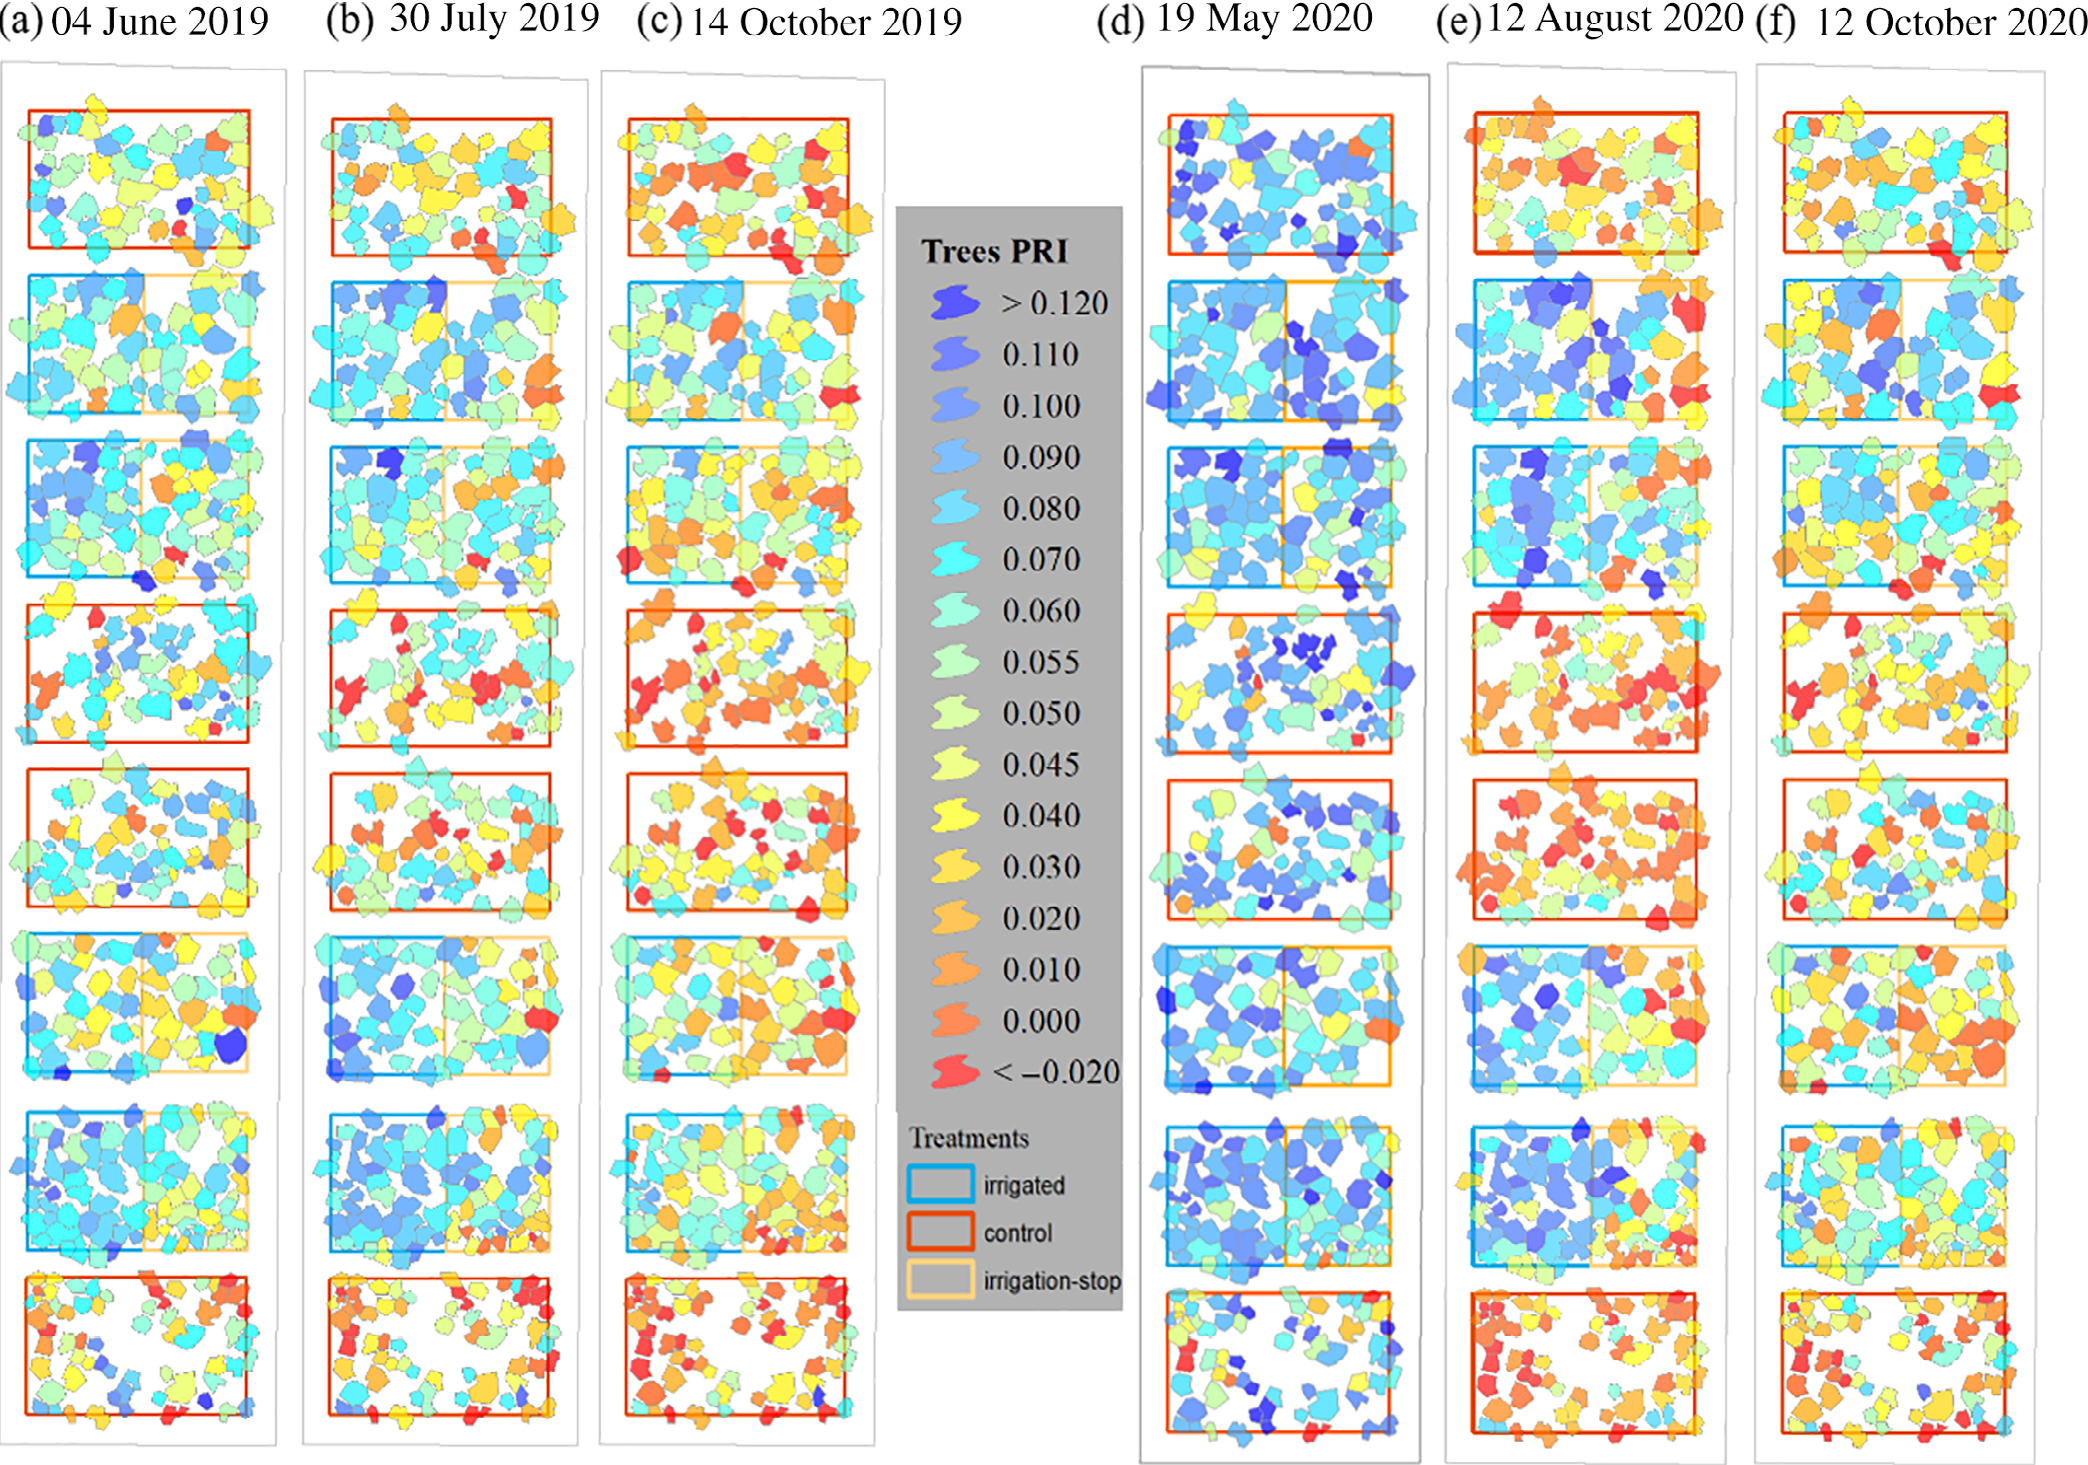 (a) 04 June 2019
(b) 30 July 2019
(c) 14 October 2019
(d) 19 May 2020
(e) 12 August 2020
(f) 12 October 2020
Trees PRI
> 0.120
0.110
0.100
0.090
0.080
0.070
0.060
0.055
0.050
0.045
0.040
0.030
0.020
0.010
0.000
< −0.020
Treatments
irrigated
control
irrigation-stop